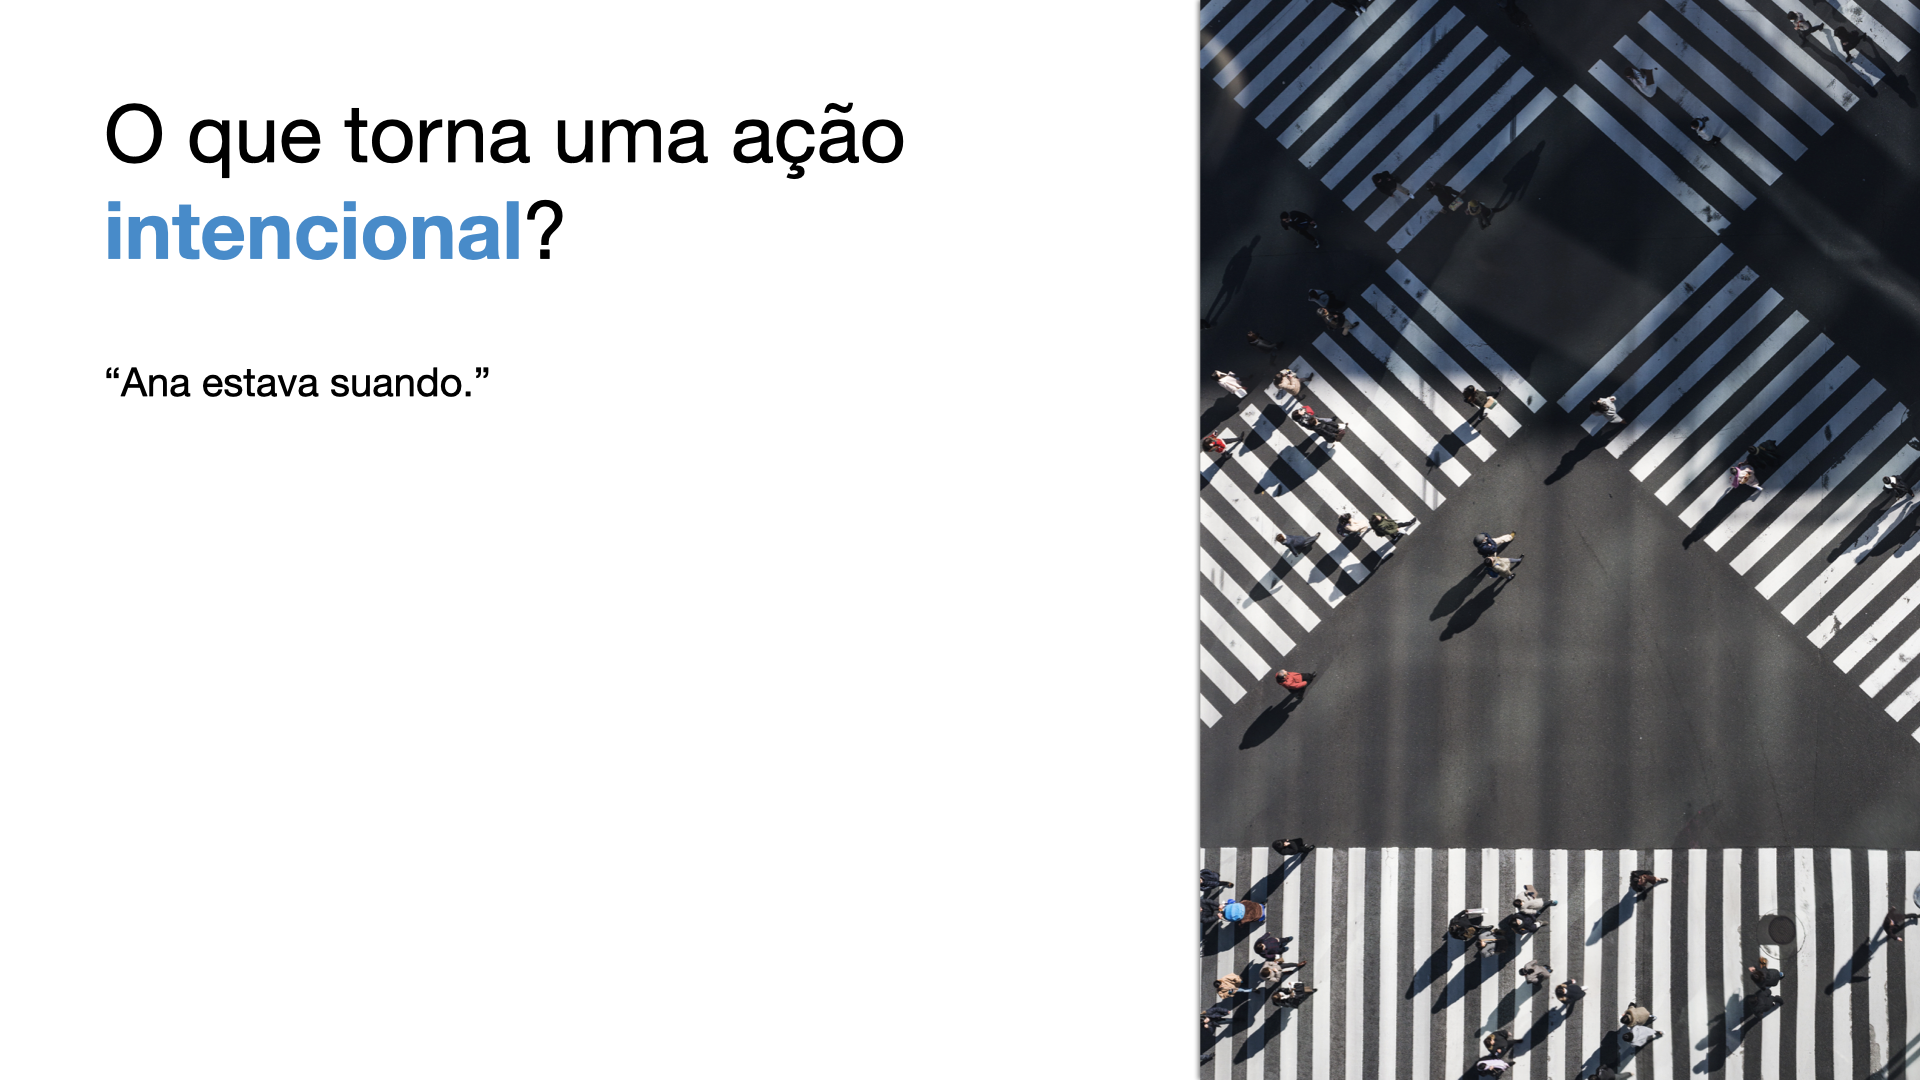 O que torna uma ação
intencional?
“Ana estava suando.”